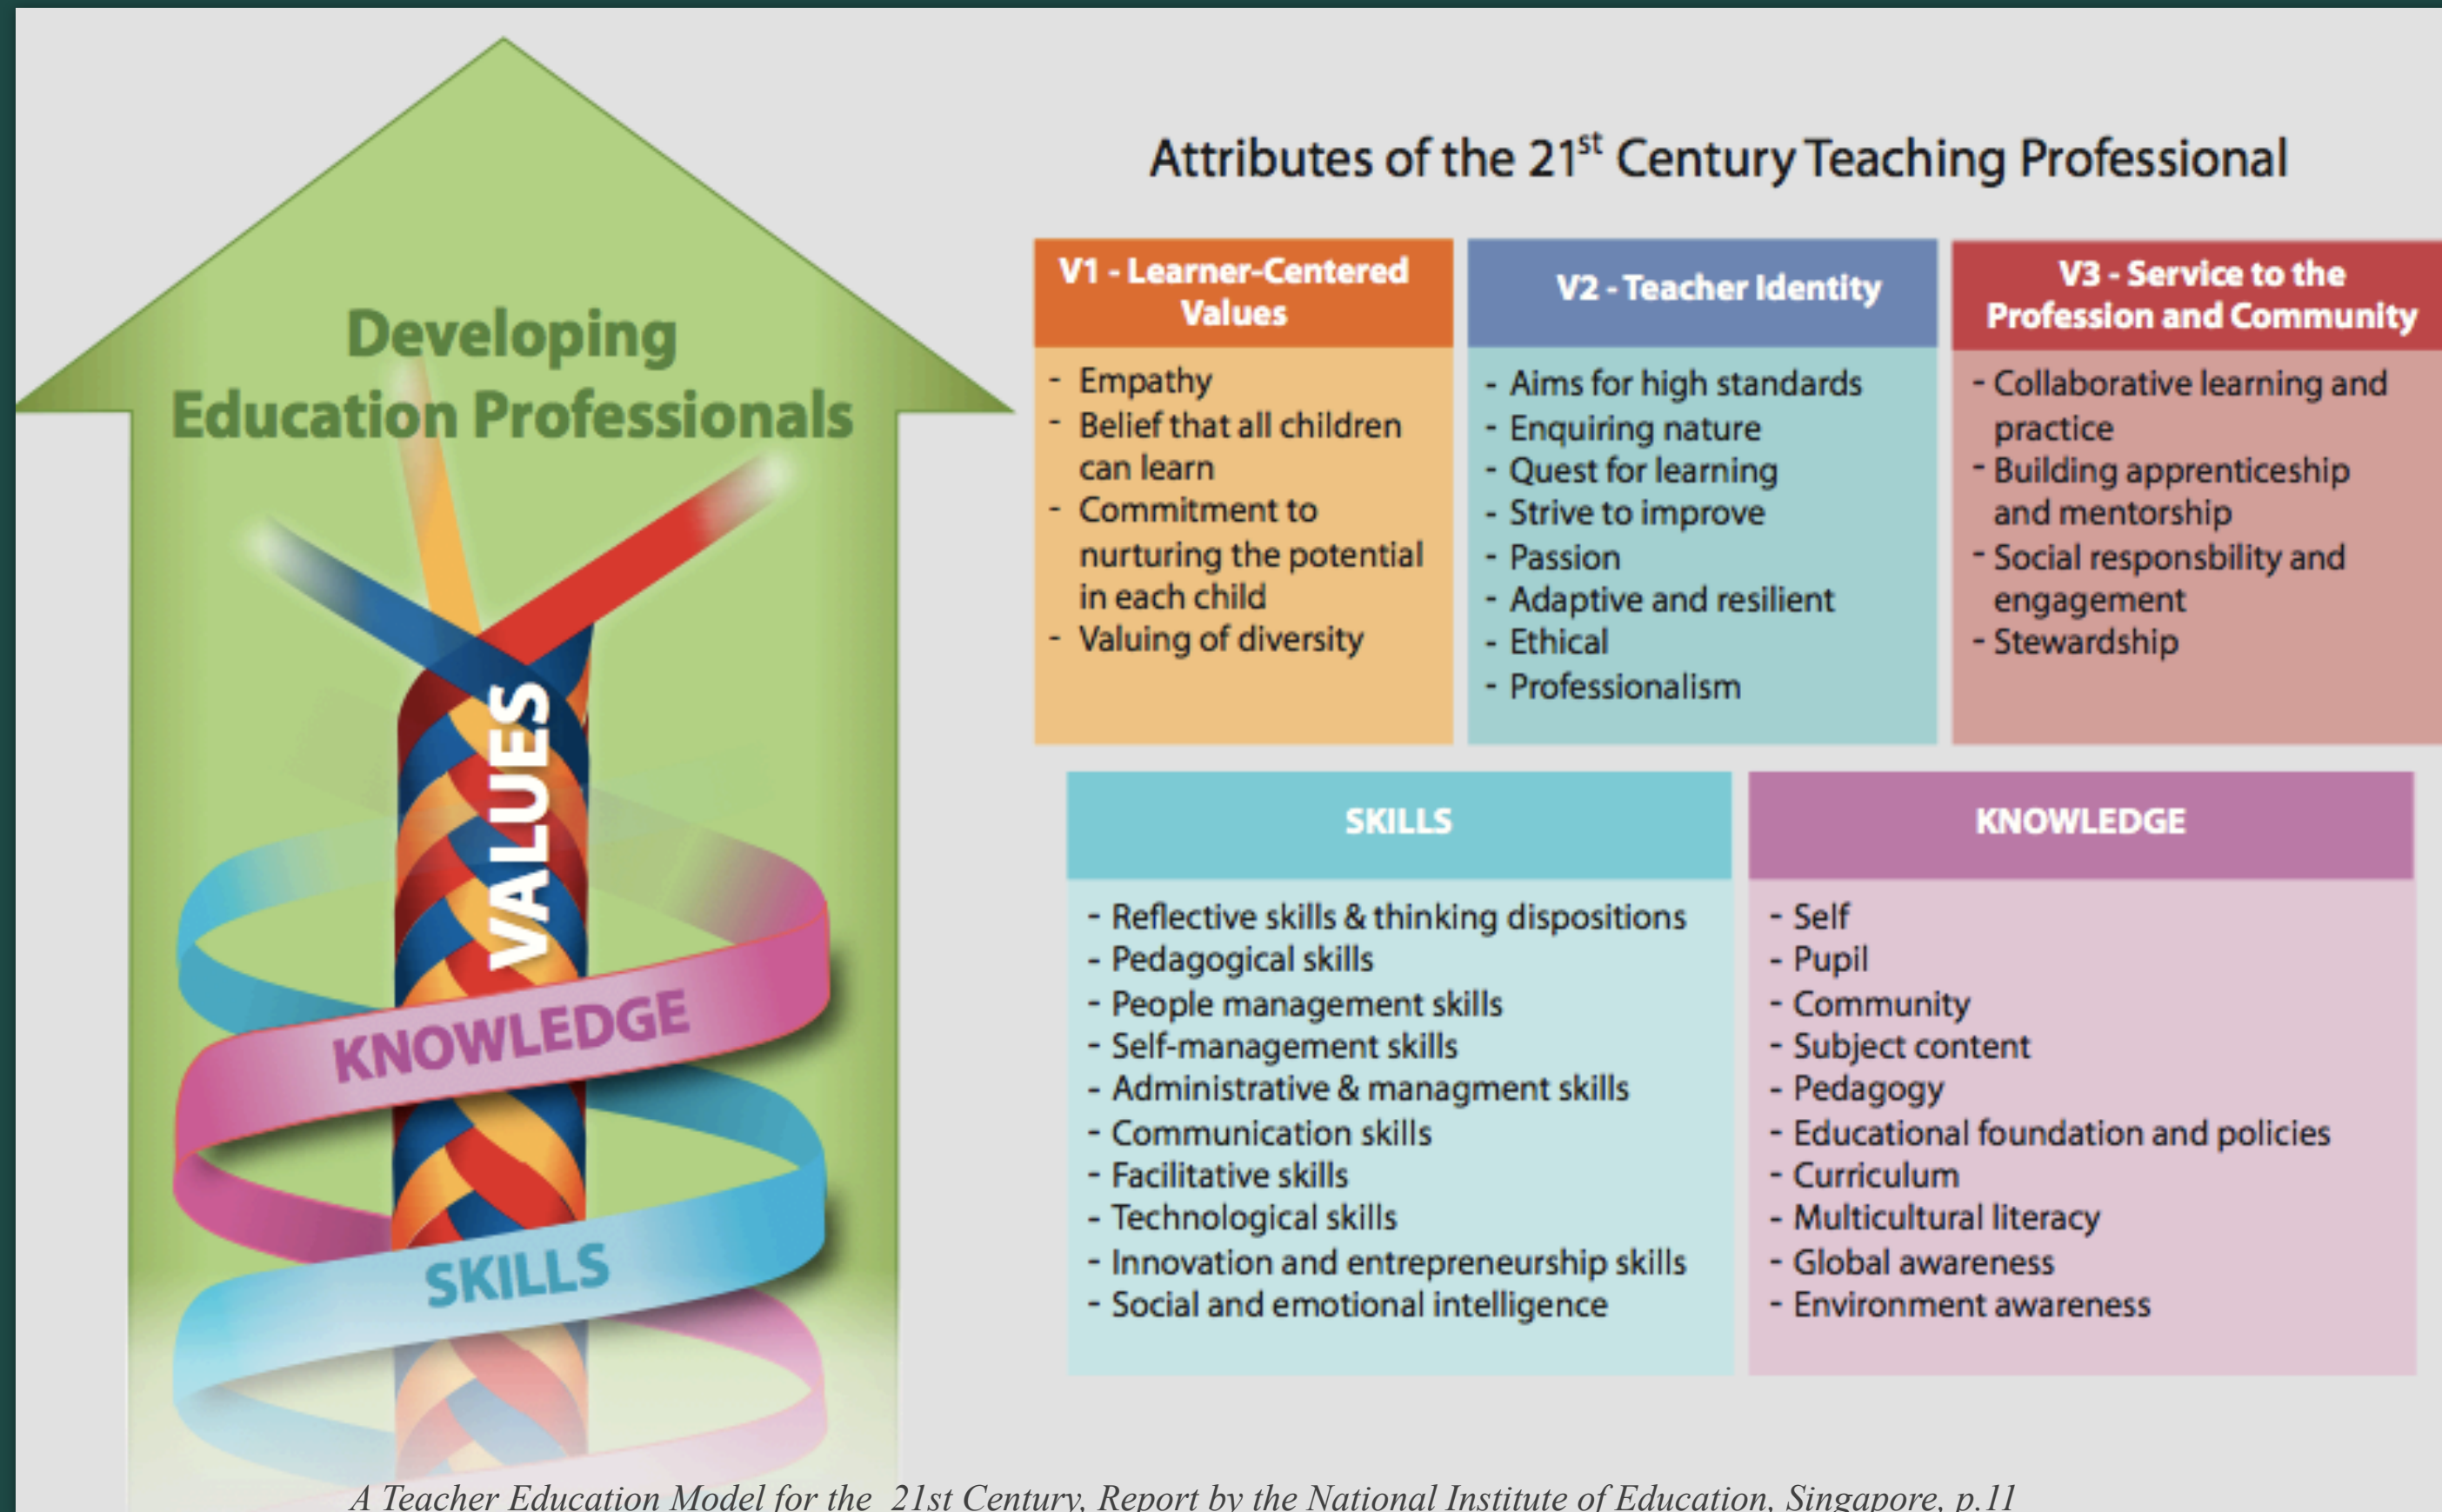 Developing
Education Professionals
VALUES
KNOWLEDGE
SKILLS
Attributes of the 21st Century Teaching Professional
V1 - Learner-Centered
Values
- Empathy
- Belief that all children
can learn
- Commitment to
nurturing the potential
in each child
- Valuing of diversity
V2 - Teacher Identity
- Aims for high standards
- Enquiring nature
- Quest for learning
- Strive to improve
- Passion
- Adaptive and resilient
- Ethical
- Professionalism
V3 - Service to the
Profession and Community
- Collaborative learning and
practice
- Building apprenticeship
and mentorship
- Social responsbility and
engagement
- Stewardship
SKILLS
- Reflective skills & thinking dispositions
- Pedagogical skills
- People management skills
- Self-management skills
- Administrative & managment skills
- Communication skills
- Facilitative skills
- Technological skills
- Innovation and entrepreneurship skills
- Social and emotional intelligence
KNOWLEDGE
- Self
- Pupil
- Community
- Subject content
- Pedagogy
- Educational foundation and policies
- Curriculum
- Multicultural literacy
- Global awareness
- Environment awareness
A Teacher Education Model for the 21st Century, Report by the National Institute of Education, Singapore, p.11